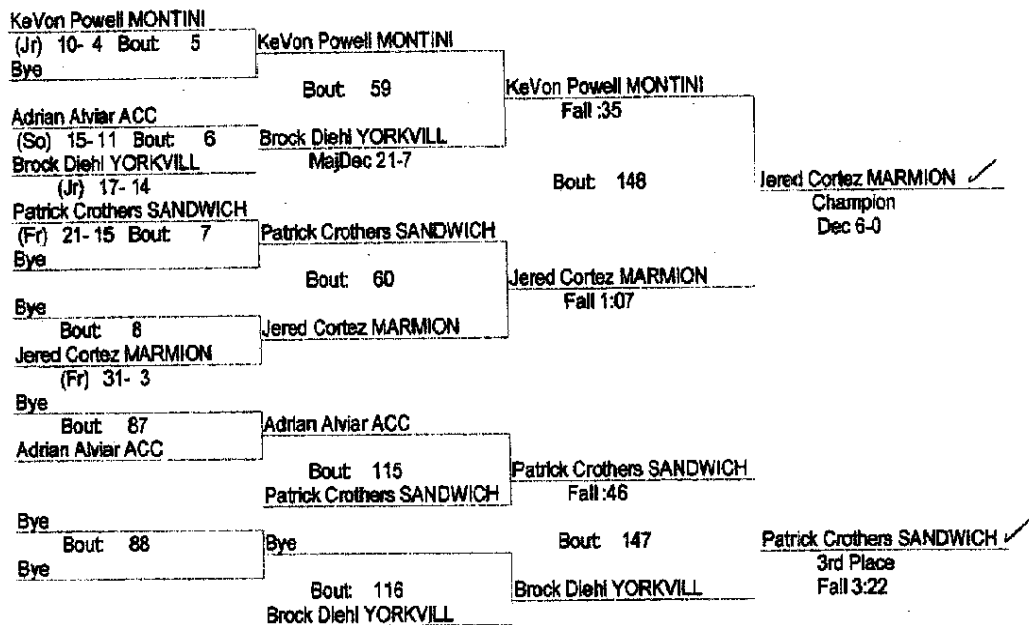 KeVon Powell MONTINI
(Jr) 10- 4 Bout: 5
Bye
Adrian Alviar ACC
(So) 15- 11 Bout: 6
Brock Diehl YORKVILL
(Jr) 17- 14
Patrick Crothers SANDWICH
(Fr) 21- 15 Bout: 7
Bye
Bye
Bout: 8
Jered Cortez MARMION
(Fr) 31- 3
KeVon Powell MONTINI
Bout: 59
Brock Diehl YORKVILL
MajDec 21-7
Patrick Crothers SANDWICH
Bout: 60
Jered Cortez MARMION
KeVon Powell MONTINI
Fall :35
Bout: 148
Jered Cortez MARMION
Fall 1:07
Jered Cortez MARMION
Champion
Dec 6-0
Bye
Bout: 87
Adrian Alviar ACC
Bye
Bout: 88
Bye
Adrian Alviar ACC
Bout: 115
Patrick Crothers SANDWICH
Bye
Bout: 116
Brock Diehl YORKVILL
Patrick Crothers SANDWICH
Fall :46
Bout: 147
Brock Diehl YORKVILL
Patrick Crothers SANDWICH
3rd Place
Fall 3:22